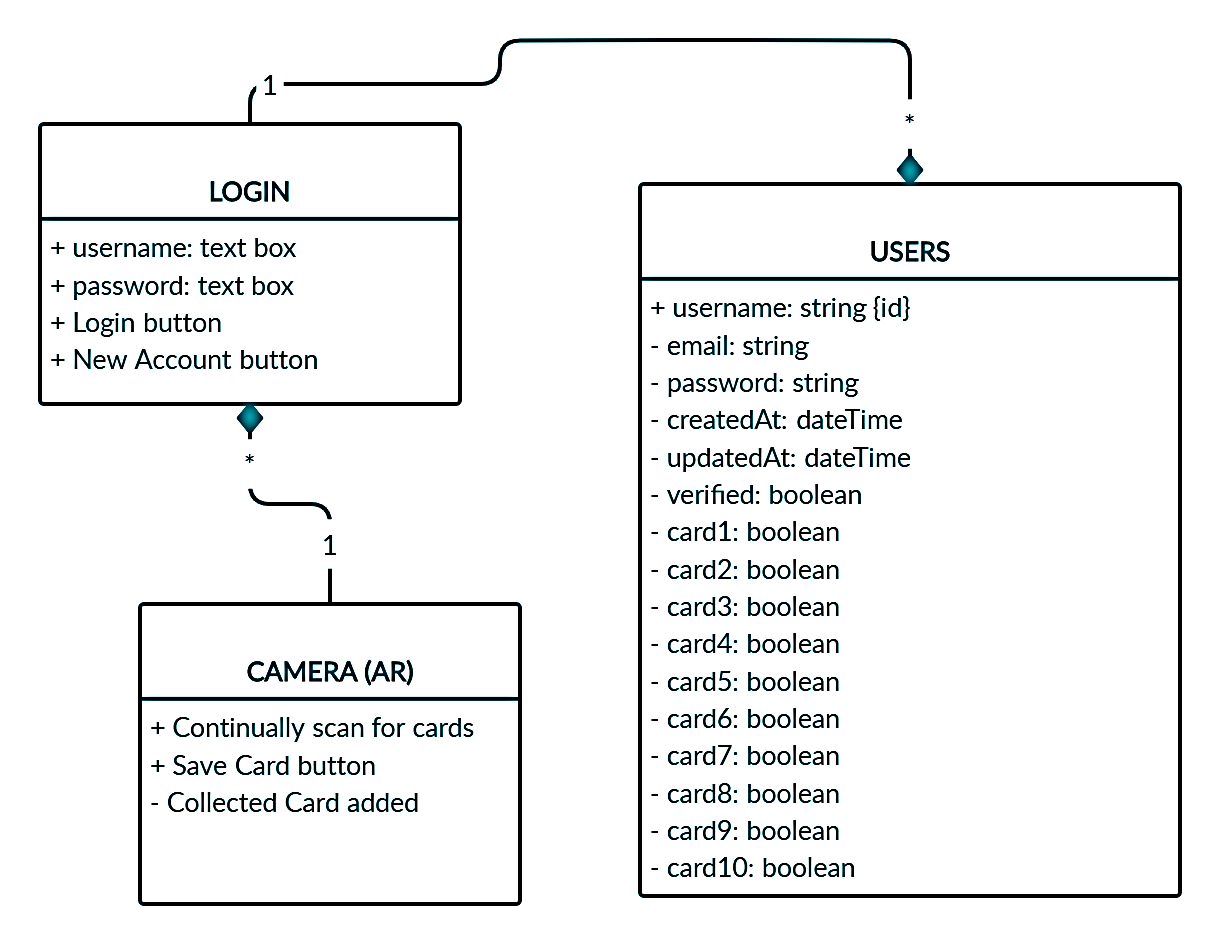 1
*
LOGIN
+ username: text box
+ password: text box
+ Login button
+ New Account button
*
1
CAMERA (AR)
+ Continually scan for cards
+ Save Card button
- Collected Card added
USERS
+ username: string {id}
- email: string
- password: string
- createdAt: dateTime
- updatedAt: dateTime
- verified: boolean
- card1: boolean
- card2: boolean
- card3: boolean
- card4: boolean
- card5: boolean
- card6: boolean
- card7: boolean
- card8: boolean
- card9: boolean
- card10: boolean